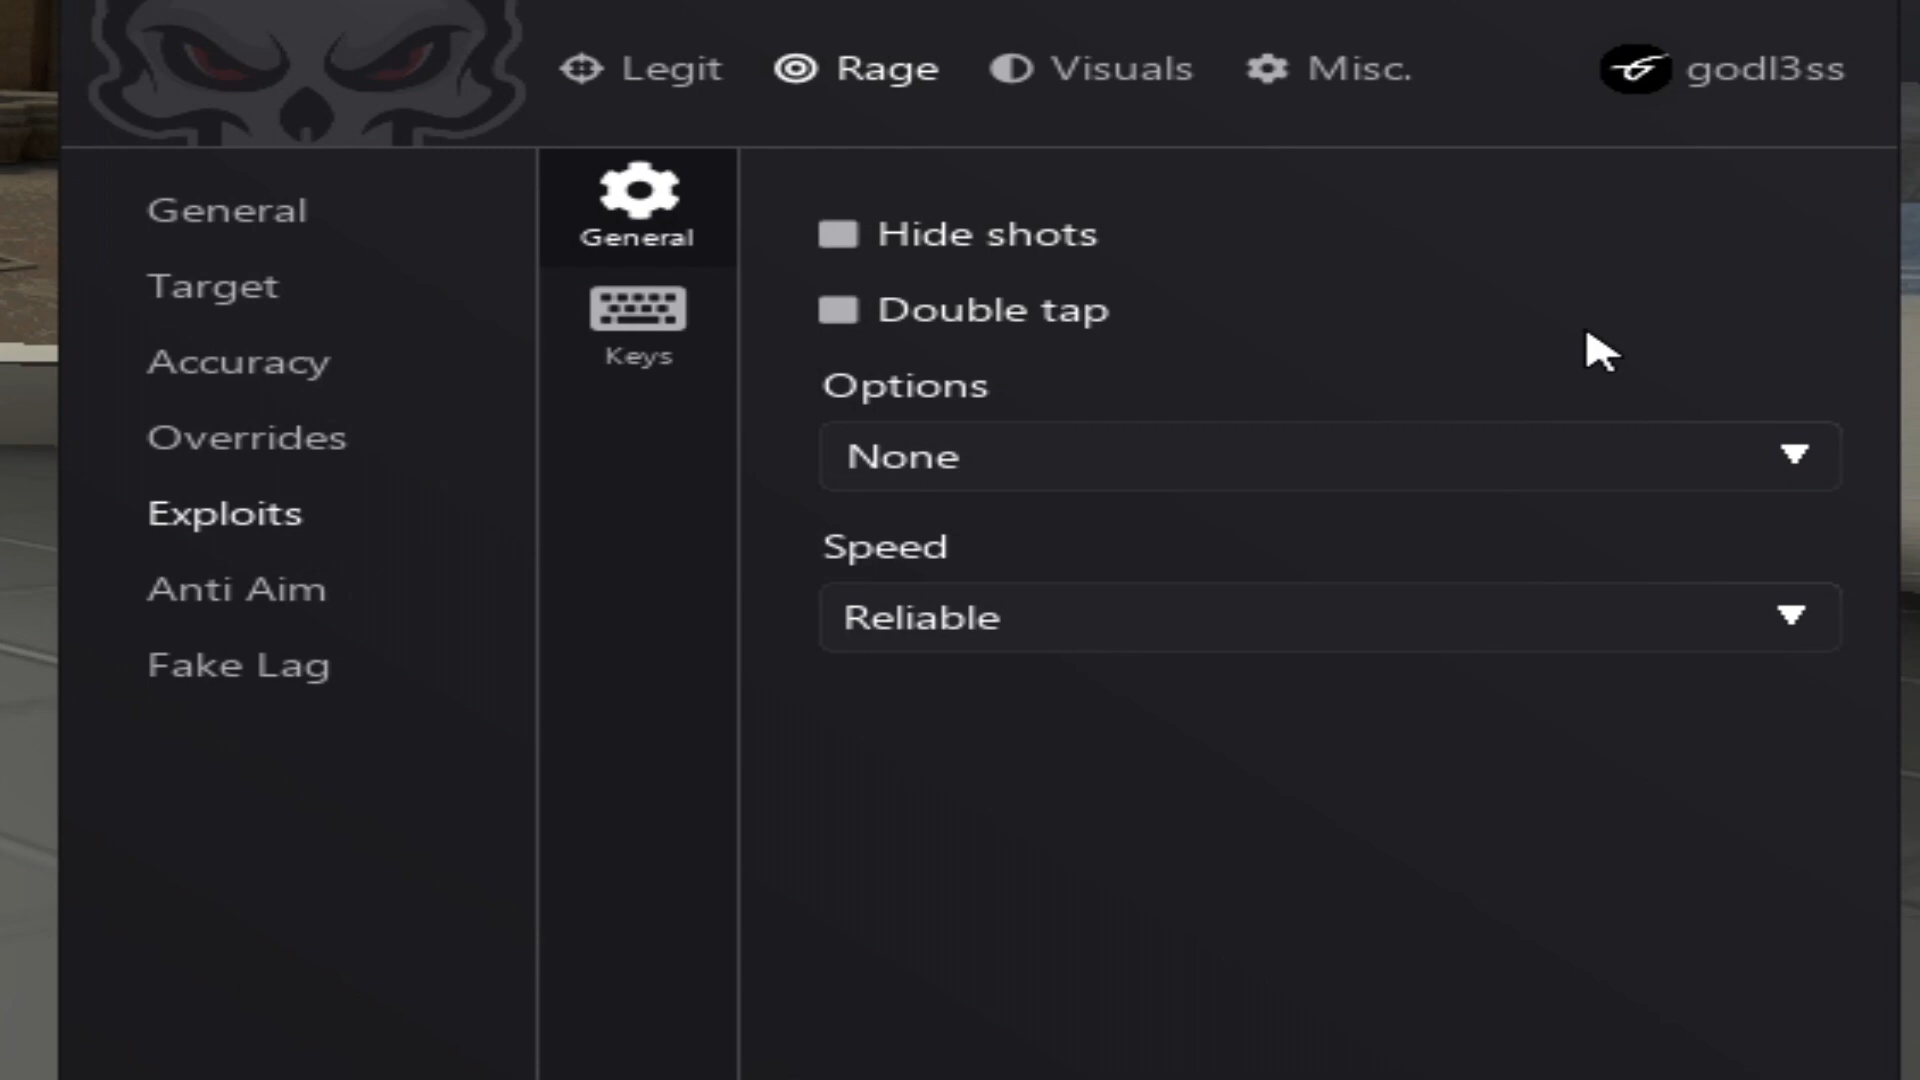 Legit
Rage
Visuals
Misc.
godl3ss
General
Target
Accuracy
Overrides
Exploits
Anti Aim
Fake Lag
General
Keys
Hide shots
Double tap
Options
None
Speed
Reliable